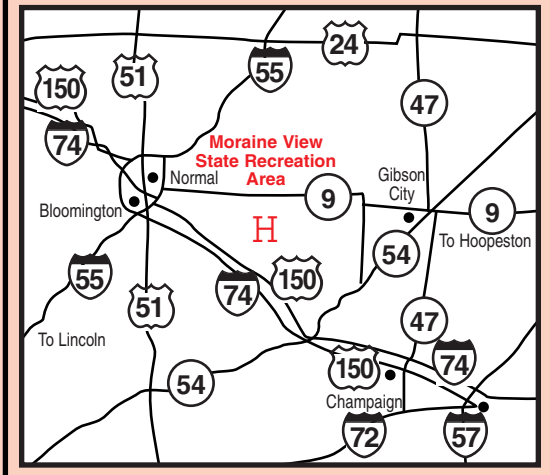 24
55
51
150
47
74
Moraine View
State Recreation
Area
Normal
Gibson
City
9
9
Bloomington
H
To Hoopeston
54
55
74
150
51
47
To Lincoln
74
150
54
Champaign
72
57